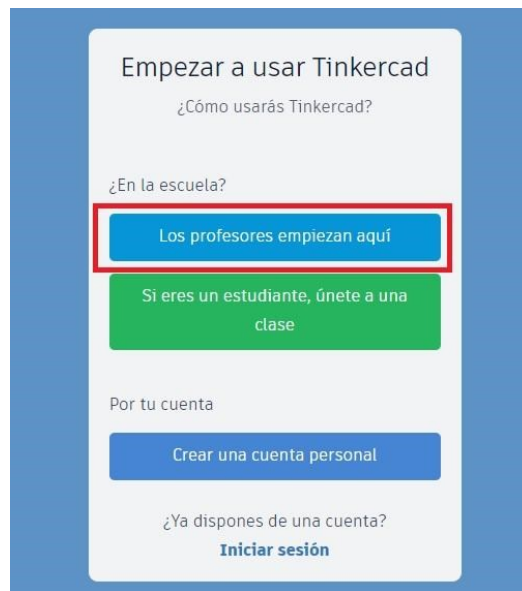 Empezar a usar Tinkercad
¿Cómo usarás Tinkercad?
¿En la escuela?
Los profesores empiezan aquí
Si eres un estudiante, únete a una
clase
Por tu cuenta
Crear una cuenta personal
¿Ya dispones de una cuenta?
Iniciar sesión